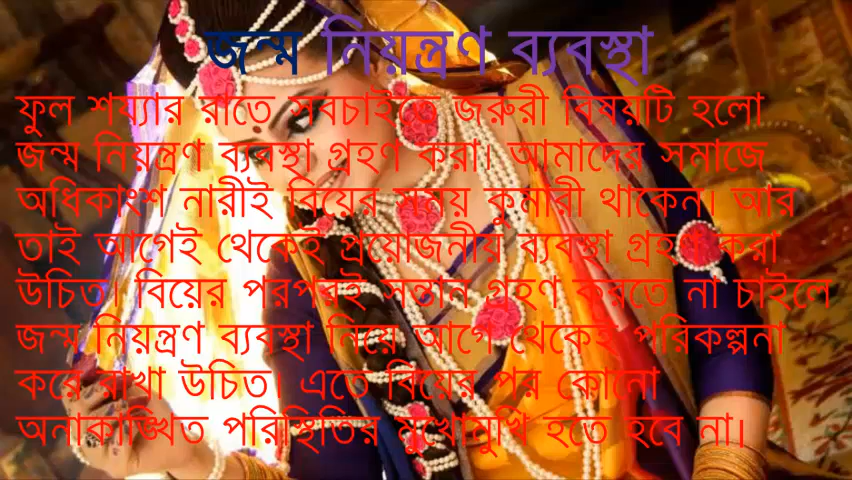 জন্ম নিয়ন্ত্রণ ব্যবস্থা
ফুল শয্যার রাতে সবচাইতে জরুরী বিষয়টি হলো
জন্ম নিয়ন্ত্রণ ব্যবস্থা গ্রহণ করা। আমাদের সমাজে
অধিকাংশ নারীই বিয়ের সময় কুমারী থাকেন। আর
তাই আগেই থেকেই প্রয়োজনীয় ব্যবস্তা গ্রহণ করা
উচিত। বিয়ের পরপরই সন্তান গ্রহণ করতে না চাইলে
জন্ম নিয়ন্ত্রণ ব্যবস্থা নিয়ে আগে থেকেই পরিকল্পনা
করে রাখা উচিত। এতে বিয়ের পর কোনো
অনাকাঙ্খিত পরিস্থিতির মুখোমুখি হতে হবে না।